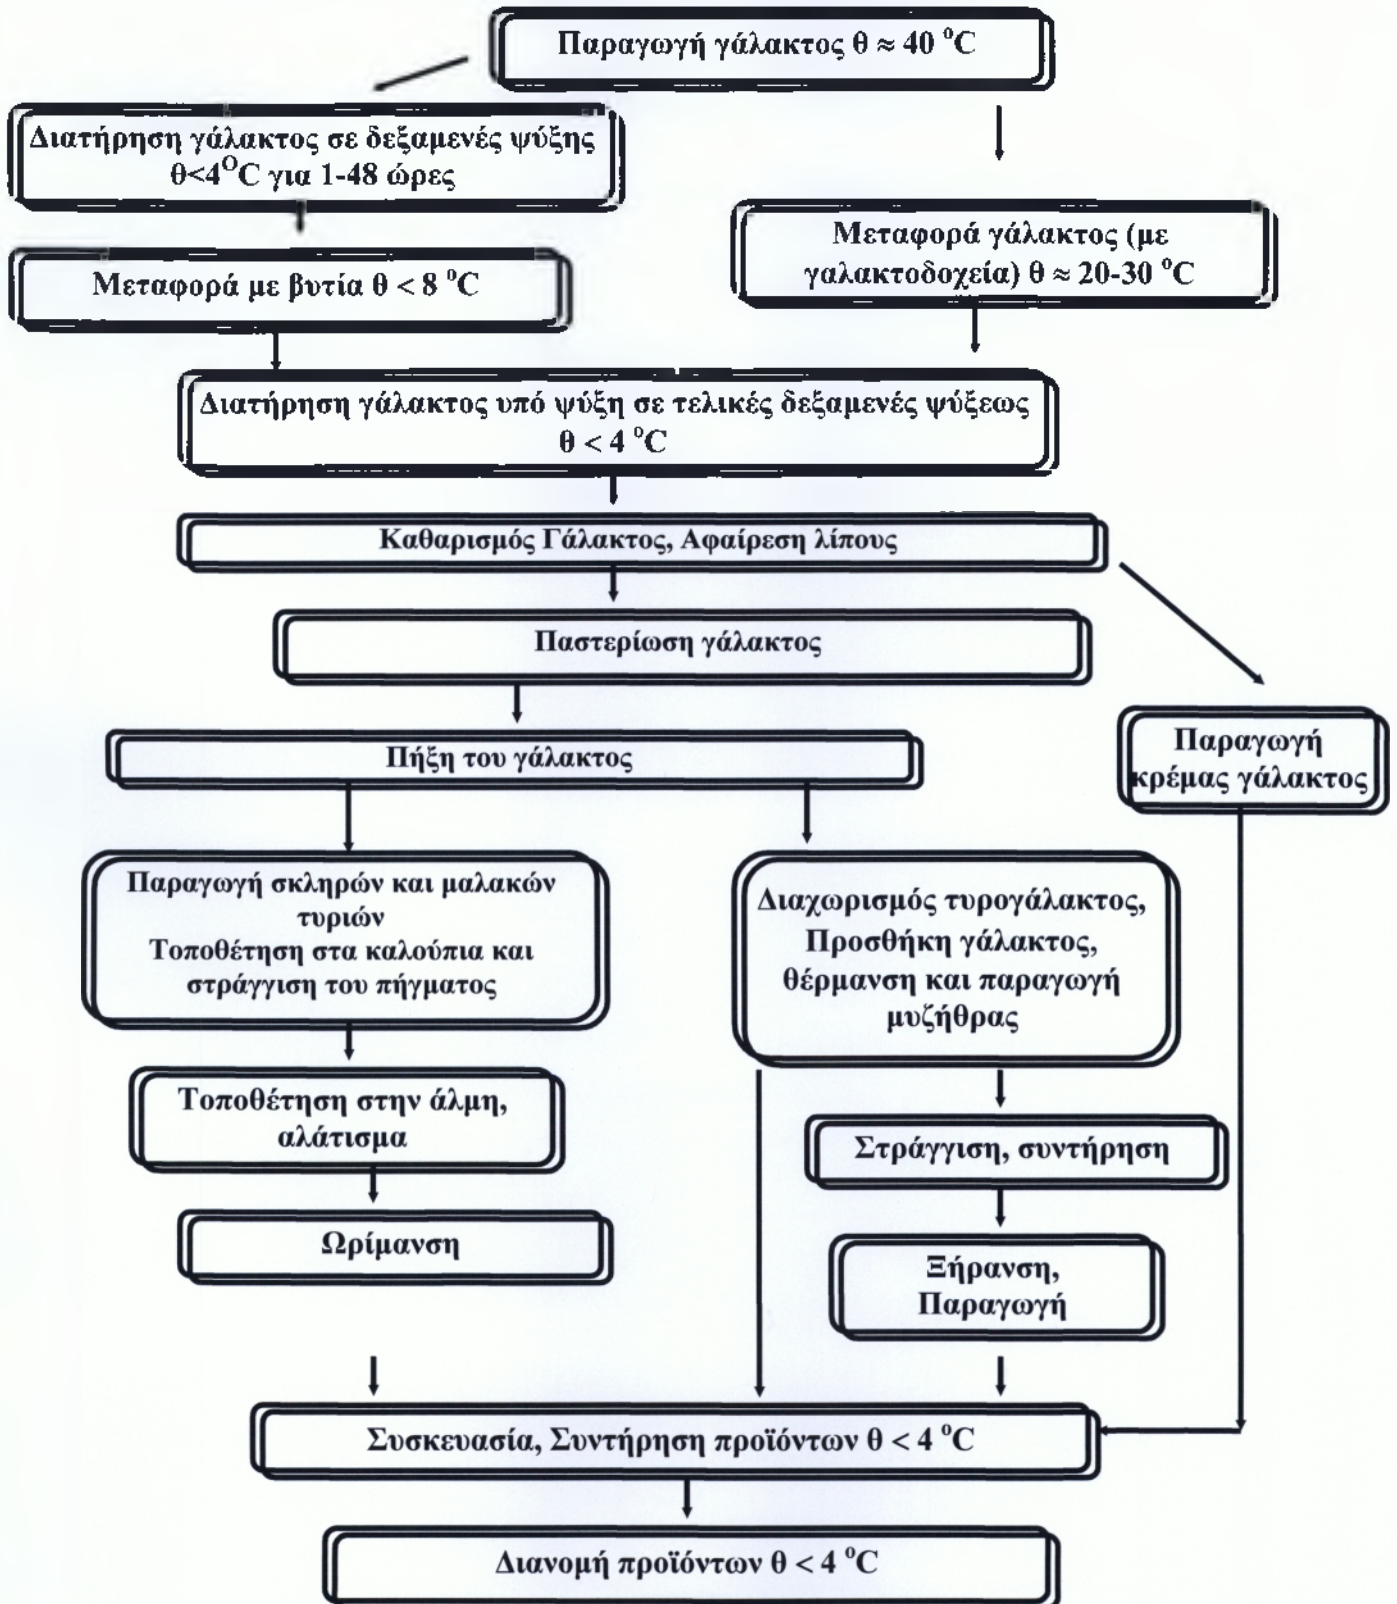 Παραγωγή γάλακτος θ ≈ 40 °C
Διατήρηση γάλακτος σε δεξαμενές ψύξης
θ<4°C για 1-48 ώρες
Μεταφορά γάλακτος (με
γαλακτοδοχεία) θ ≈ 20-30 °C
Μεταφορά με βυτία θ < 8 °C
Διατήρηση γάλακτος υπό ψύξη σε τελικές δεξαμενές ψύξεως
θ < 4 °C
Καθαρισμός Γάλακτος, Αφαίρεση λίπους
Παστερίωση γάλακτος
Πήξη του γάλακτος
Παραγωγή
κρέμας γάλακτος
Παραγωγή σκληρών και μαλακών
τυριών
Τοποθέτηση στα καλούπια και
στράγγιση του πήγματος
Διαχωρισμός τυρογάλακτος,
Προσθήκη γάλακτος,
θέρμανση και παραγωγή
μυζήθρας
Τοποθέτηση στην άλμη,
αλάτισμα
Στράγγιση, συντήρηση
Ωρίμανση
Ξήρανση,
Παραγωγή
Συσκευασία, Συντήρηση προϊόντων θ < 4 °C
Διανομή προϊόντων θ < 4 °C